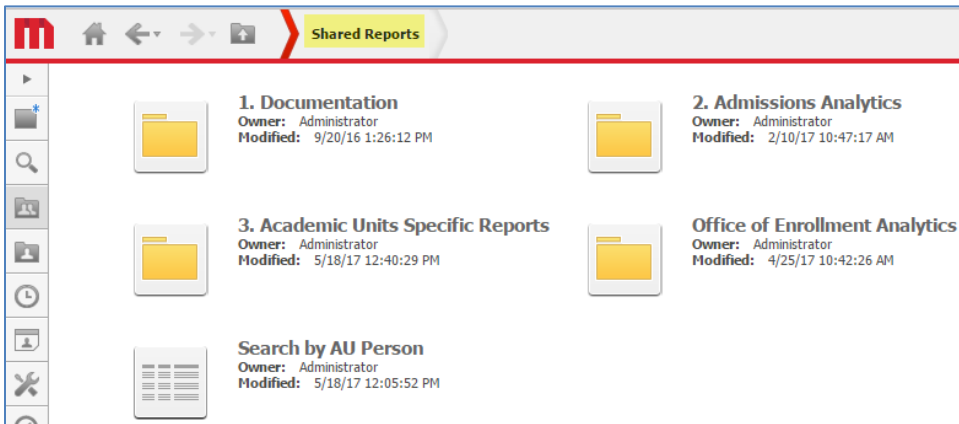 Shared Reports
1. Documentation
Owner: Administrator
Modified: 9/20/16 1:26:12 PM
2. Admissions Analytics
Owner: Administrator
Modified: 2/10/17 10:47:17 AM
3. Academic Units Specific Reports
Owner: Administrator
Modified: 5/18/17 12:40:29 PM
Office of Enrollment Analytics
Owner: Administrator
Modified: 4/25/17 10:42:26 AM
Search by AU Person
Owner: Administrator
Modified: 5/18/17 12:05:52 PM